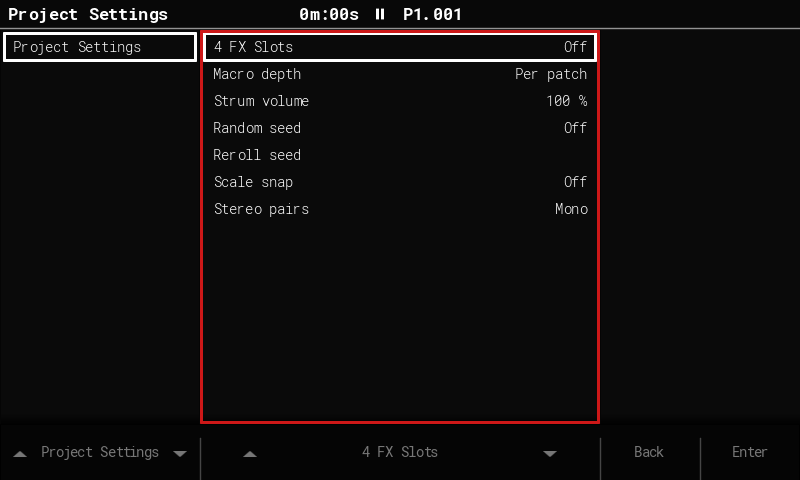 Project Settings 0m:00s P1.001
Project Settings
4 FX Slots Off
Macro depth Per patch
Strum volume 100 %
Random seed Off
Reroll seed
Scale snap Off
Stereo pairs Mono
Project Settings 4 FX Slots Back Enter